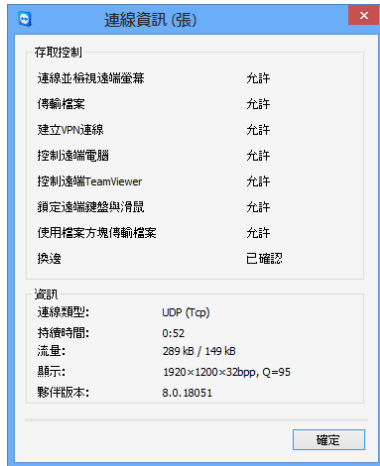 連線資訊 (張)
存取控制
連線並檢視遠端螢幕 允許
傳輸檔案 允許
建立VPN連線 允許
控制遠端電腦 允許
控制遠端TeamViewer 允許
鎖定遠端鍵盤與滑鼠 允許
使用檔案方塊傳輸檔案 允許
換邊 已確認
資訊
連線類型: UDP (Tcp)
持續時間: 0:52
流量: 289 kB / 149 kB
顯示: 1920×1200×32bpp, Q=95
夥伴版本: 8.0.18051
確定